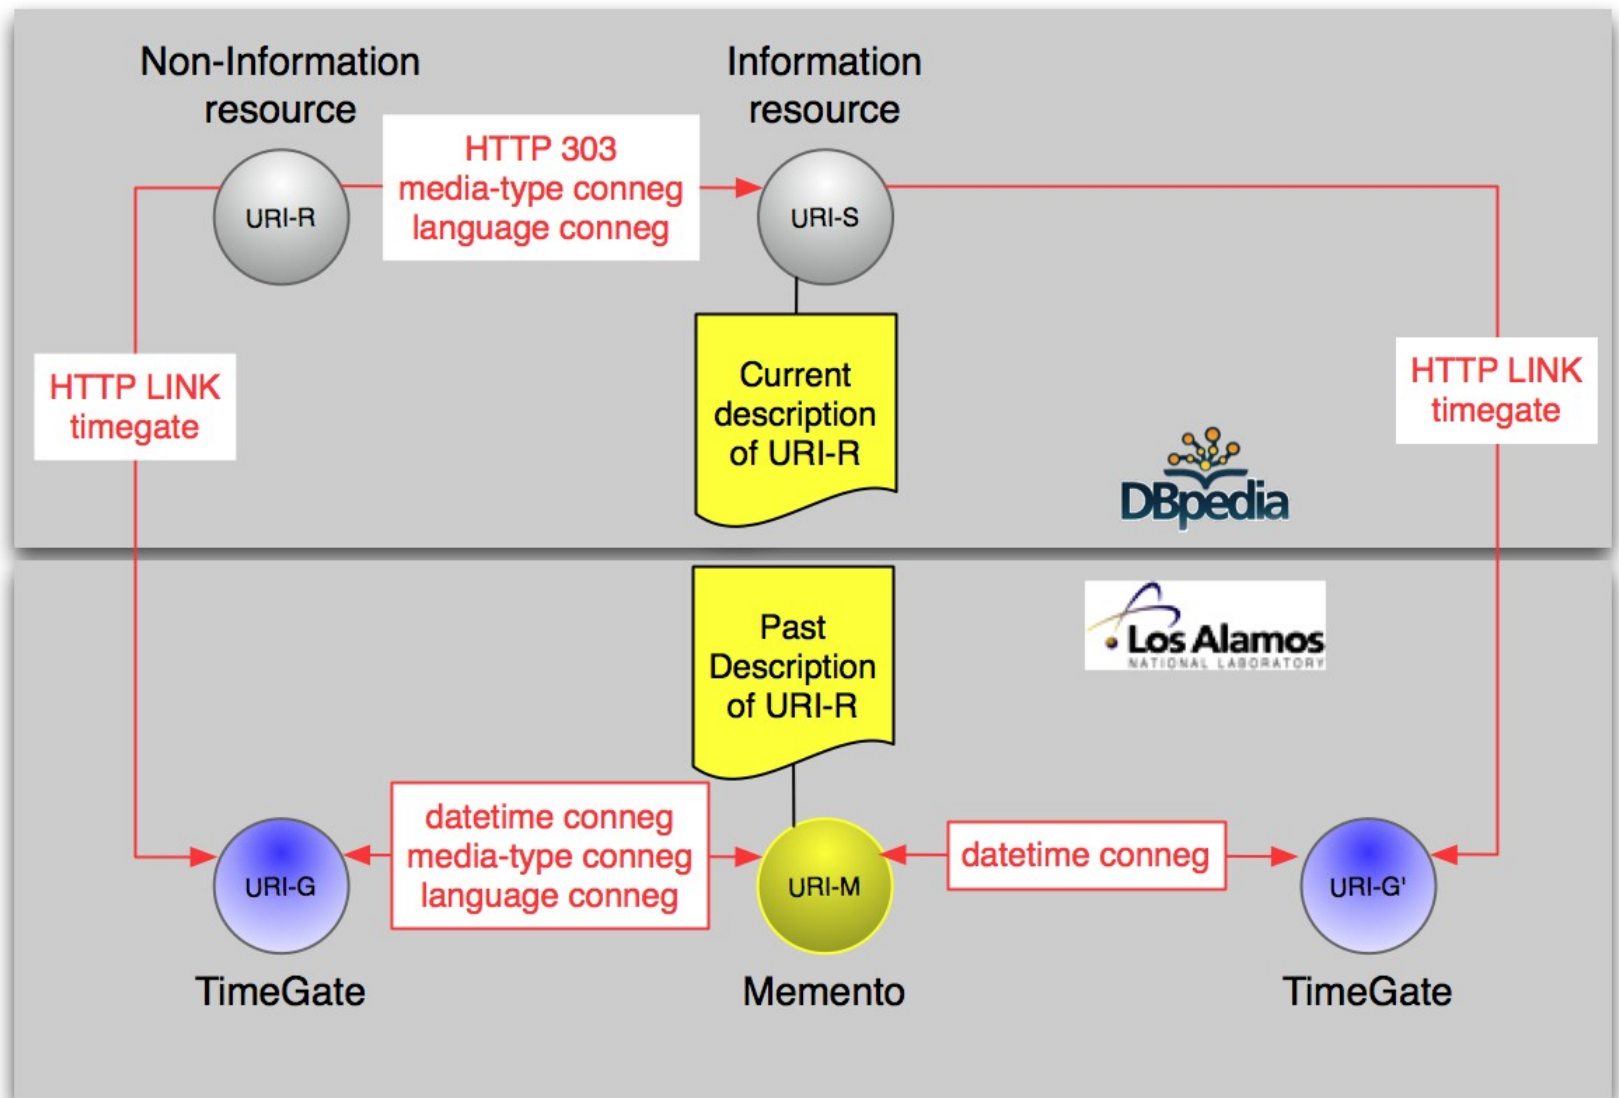 Non-Information
resource
Information
resource
HTTP 303
media-type conneg
language conneg
URI-R
URI-S
HTTP LINK
timegate
Current
description
of URI-R
HTTP LINK
timegate
DBpedia
Past
Description
of URI-R
Los Alamos
NATIONAL LABORATORY
datetime conneg
media-type conneg
language conneg
datetime conneg
URI-G
URI-M
URI-G'
TimeGate
Memento
TimeGate